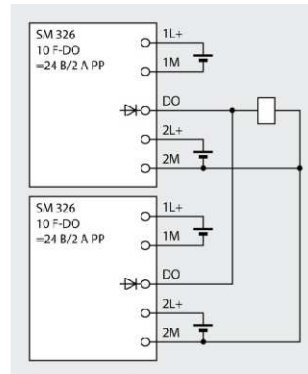 SM 326
10 F-DO
=24 B/2 A PP
1L+
1M
DO
2L+
2M
SM 326
10 F-DO
=24 B/2 A PP
1L+
1M
DO
2L+
2M